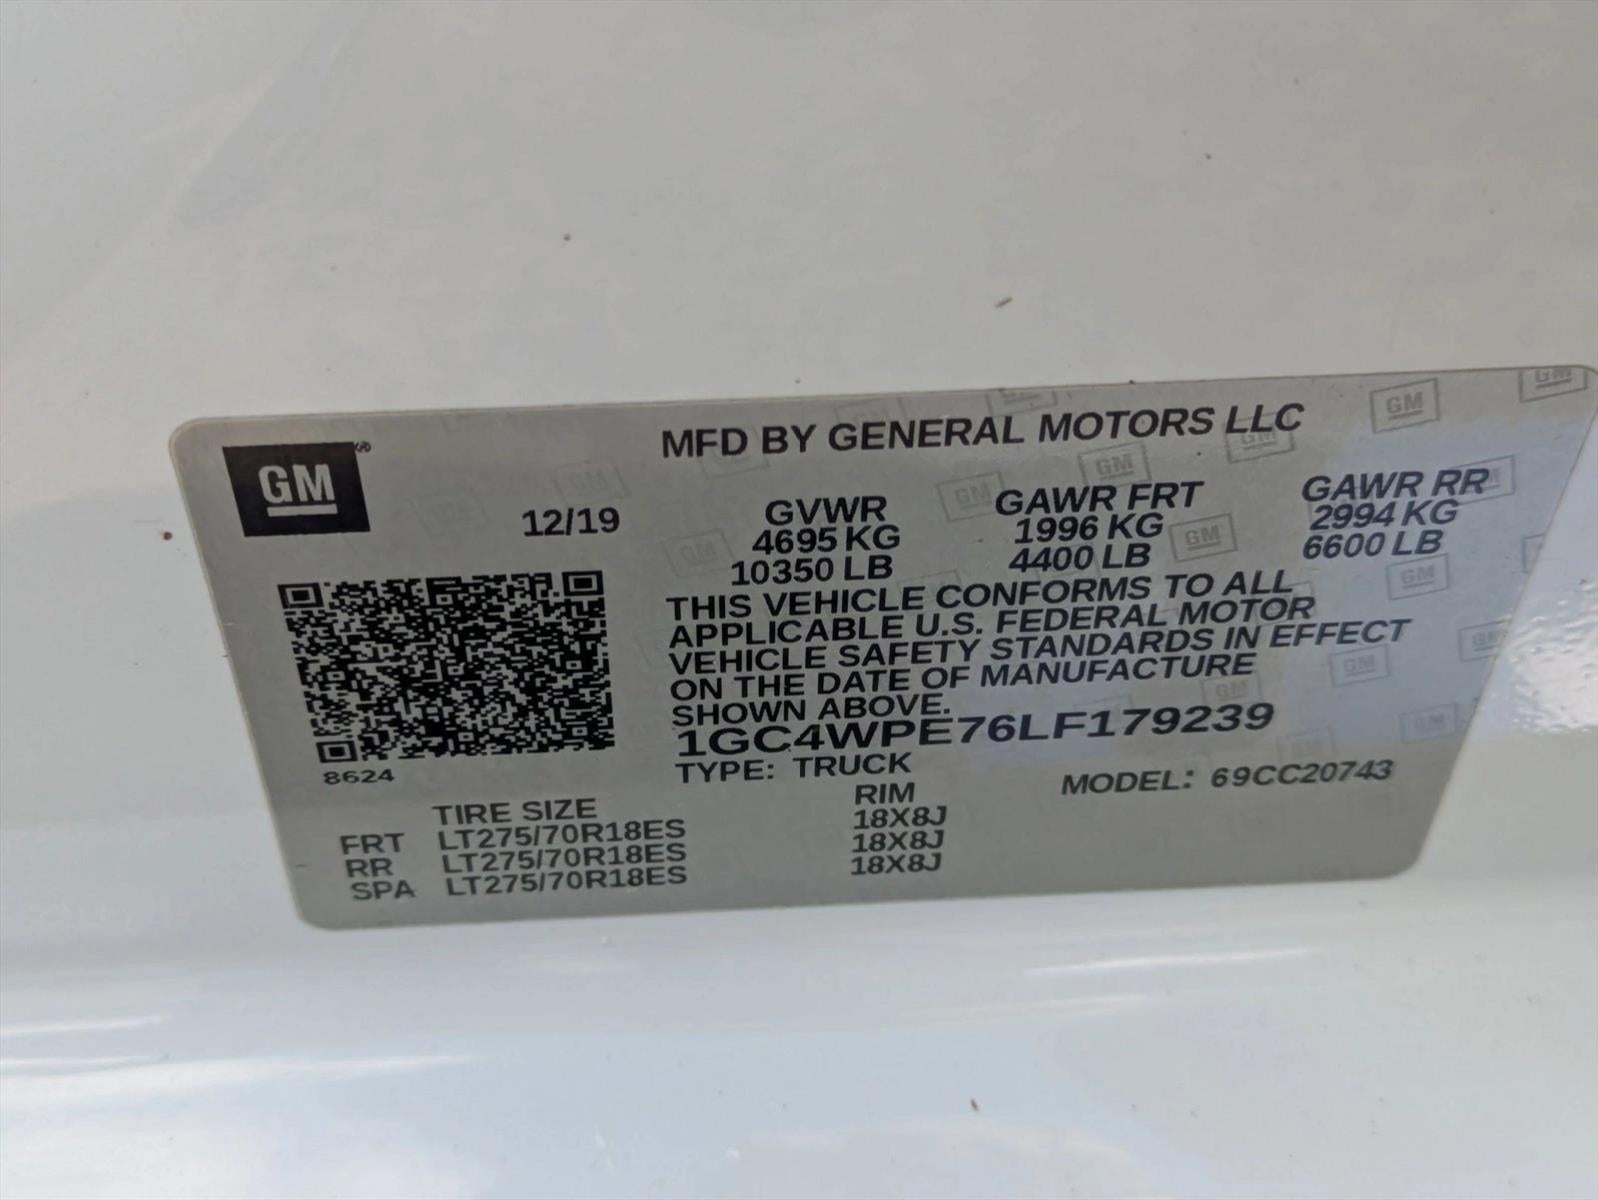 MFD BY GENERAL MOTORS LLC
GM
12/19
GVWR
4695 KG
10350 LB
GAWR FRT
1996 KG
4400 LB
GAWR RR
2994 KG
6600 LB
THIS VEHICLE CONFORMS TO ALL
APPLICABLE U.S. FEDERAL MOTOR
VEHICLE SAFETY STANDARDS IN EFFECT
ON THE DATE OF MANUFACTURE
SHOWN ABOVE.
1GC4WPE76LF179239
TYPE: TRUCK
MODEL: 69CC20743
8624
TIRE SIZE RIM
FRT LT275/70R18ES 18X8J
RR LT275/70R18ES 18X8J
SPA LT275/70R18ES 18X8J